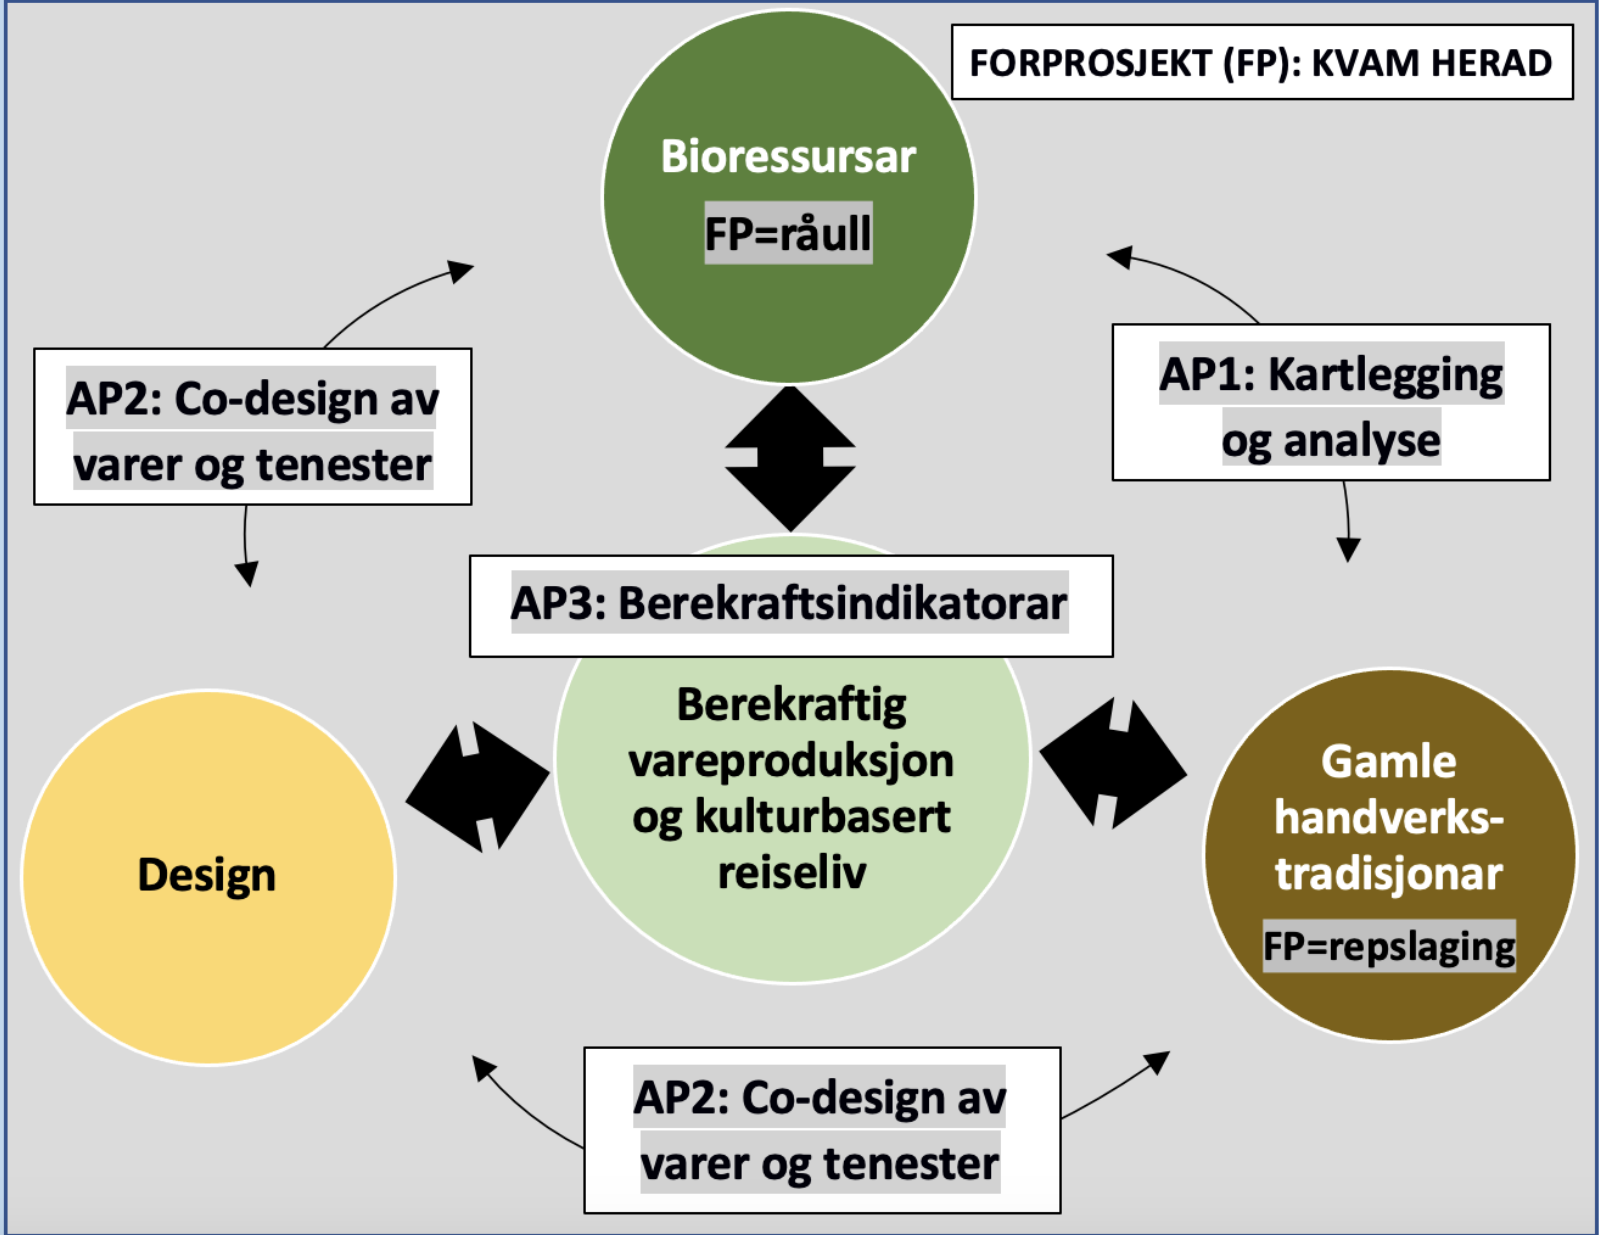 FORPROSJEKT (FP): KVAM HERAD
Bioressursar
FP=råull
AP2: Co-design av
varer og tenester
AP1: Kartlegging
og analyse
AP3: Berekraftsindikatorar
Berekraftig
vareproduksjon
og kulturbasert
reiseliv
Design
Gamle
handverks-
tradisjonar
FP=repslaging
AP2: Co-design av
varer og tenester